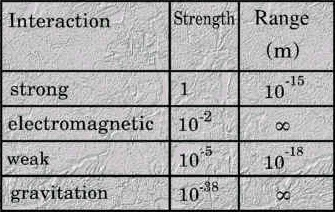 Interaction Strength Range (m)
strong 1 10^-15
electromagnetic 10^-2 ∞
weak 10^-5 10^-18
gravitation 10^-38 ∞